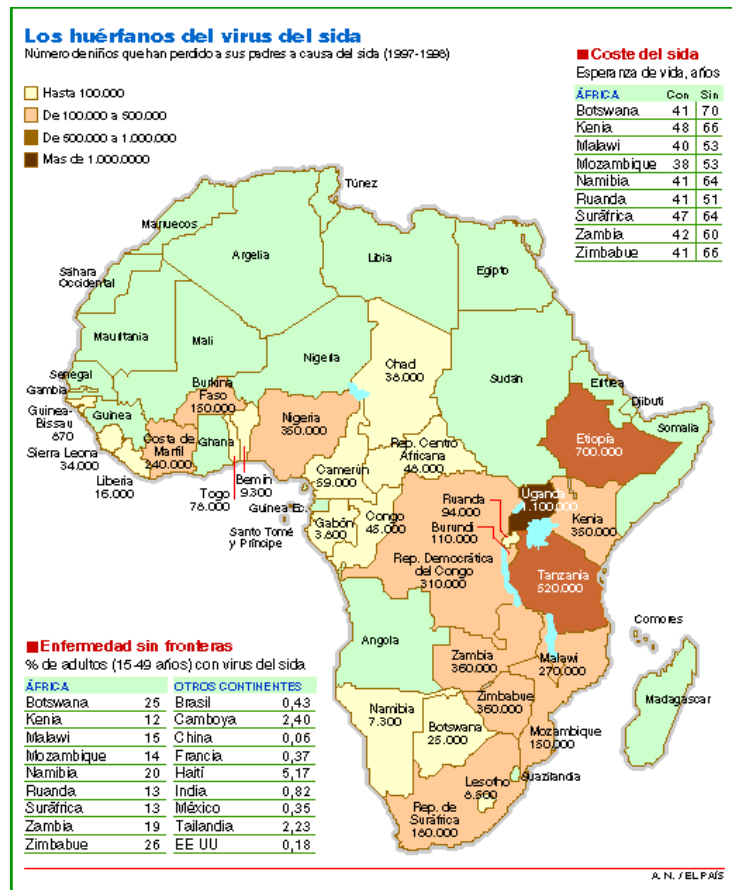 Los huérfanos del virus del sida
Número de niños que han perdido a sus padres a causa del sida (1997-1998)
Hasta 100.000
De 100.000 a 500.000
De 500.000 a 1.000.000
Mas de 1.000.0000
Coste del sida
Esperanza de vida, años
ÁFRICA Con Sin
Botswana 41 70
Kenia 48 66
Malawi 40 53
Mozambique 38 53
Namibia 41 64
Ruanda 41 51
Suráfrica 47 64
Zambia 42 60
Zimbabue 41 66
Túnez
Marruecos
Argelia
Libia
Egipto
Sáhara
Occidental
Mauritania
Mali
Nigeria
Chad
38.000
Sudán
Eritrea
Djibuti
Somalia
Etiopía
700.000
Senegal
Gambia
Guinea-
Bissau
870
Guinea
Sierra Leona
34.000
Liberia
16.000
Costa de
Marfil
240.000
Burkina
Faso
150.000
Ghana
Togo
78.000
Bemin
9.300
Nigeria
350.000
Camerún
59.000
Rep. Centro
Africana
48.000
Guinea Ec.
Santo Tomé
y Príncipe
Gabón
3.800
Congo
45.000
Ruanda
94.000
Burundi
110.000
Uganda
1.100.000
Kenia
350.000
Rep. Democrática
del Congo
310.000
Tanzania
520.000
Comores
Angola
Zambia
360.000
Malawi
270.000
Madagascar
Namibia
7.300
Zimbabue
360.000
Botswana
25.000
Mozambique
150.000
Suazilandia
Lesotho
8.500
Rep. de
Suráfrica
180.000
Enfermedad sin fronteras
% de adultos (15-49 años) con virus del sida
ÁFRICA OTROS CONTINENTES
Botswana 25 Brasil 0,43
Kenia 12 Camboya 2,40
Malawi 15 China 0,06
Mozambique 14 Francia 0,37
Namibia 20 Haití 5,17
Ruanda 13 India 0,82
Suráfrica 13 México 0,35
Zambia 19 Tailandia 2,23
Zimbabue 26 EE UU 0,18
A. N. / EL PAÍS